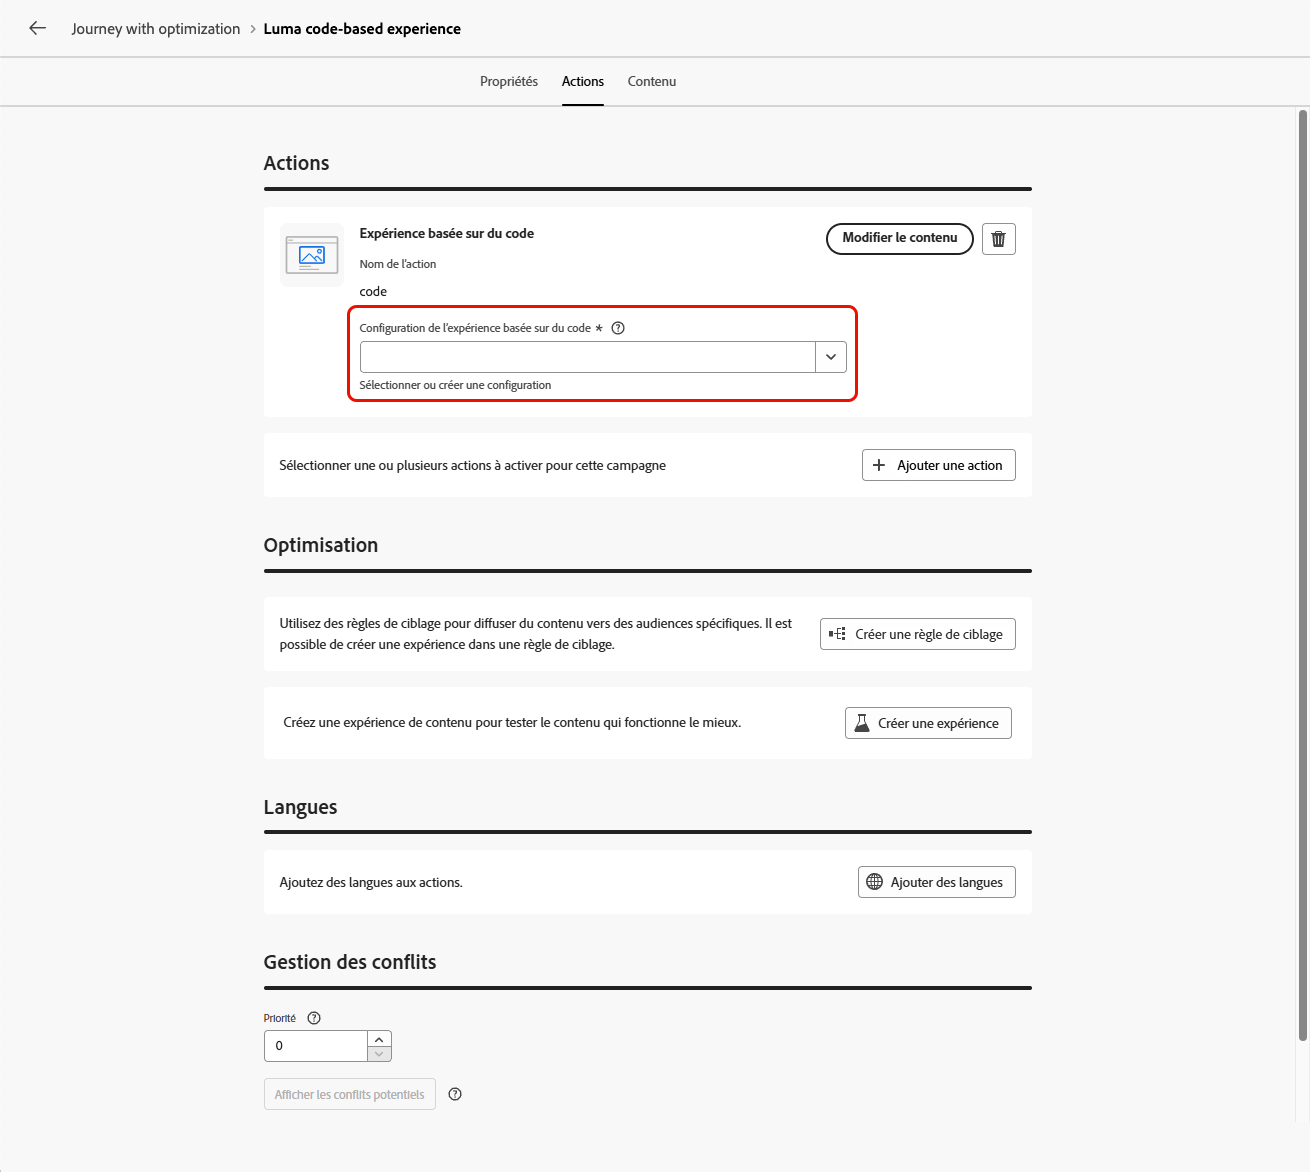 Journey with optimization > Luma code-based experience
Propriétés Actions Contenu
Actions
Expérience basée sur du code
Modifier le contenu
Nom de l'action
code
Configuration de l'expérience basée sur du code *
Sélectionner ou créer une configuration
Sélectionner une ou plusieurs actions à activer pour cette campagne
Ajouter une action
Optimisation
Utilisez des règles de ciblage pour diffuser du contenu vers des audiences spécifiques. Il est
possible de créer une expérience dans une règle de ciblage.
Créer une règle de ciblage
Créez une expérience de contenu pour tester le contenu qui fonctionne le mieux.
Créer une expérience
Langues
Ajoutez des langues aux actions.
Ajouter des langues
Gestion des conflits
Priorité
0
Afficher les conflits potentiels